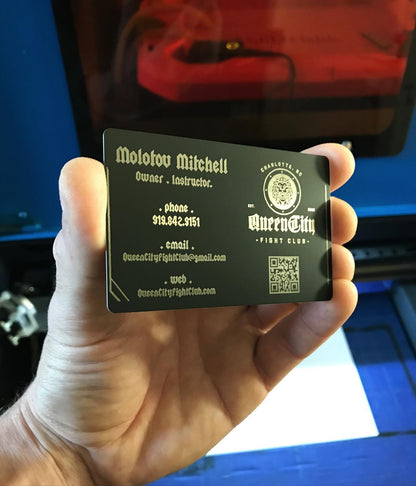 Molotov Mitchell
Owner . Instructor.
. phone .
919.842.9151
. email .
QueenCityFightClub@gmail.com
. web .
QueenCityFightClub.com
CHARLOTTE, NC
EST.
QueenCity
- FIGHT CLUB -